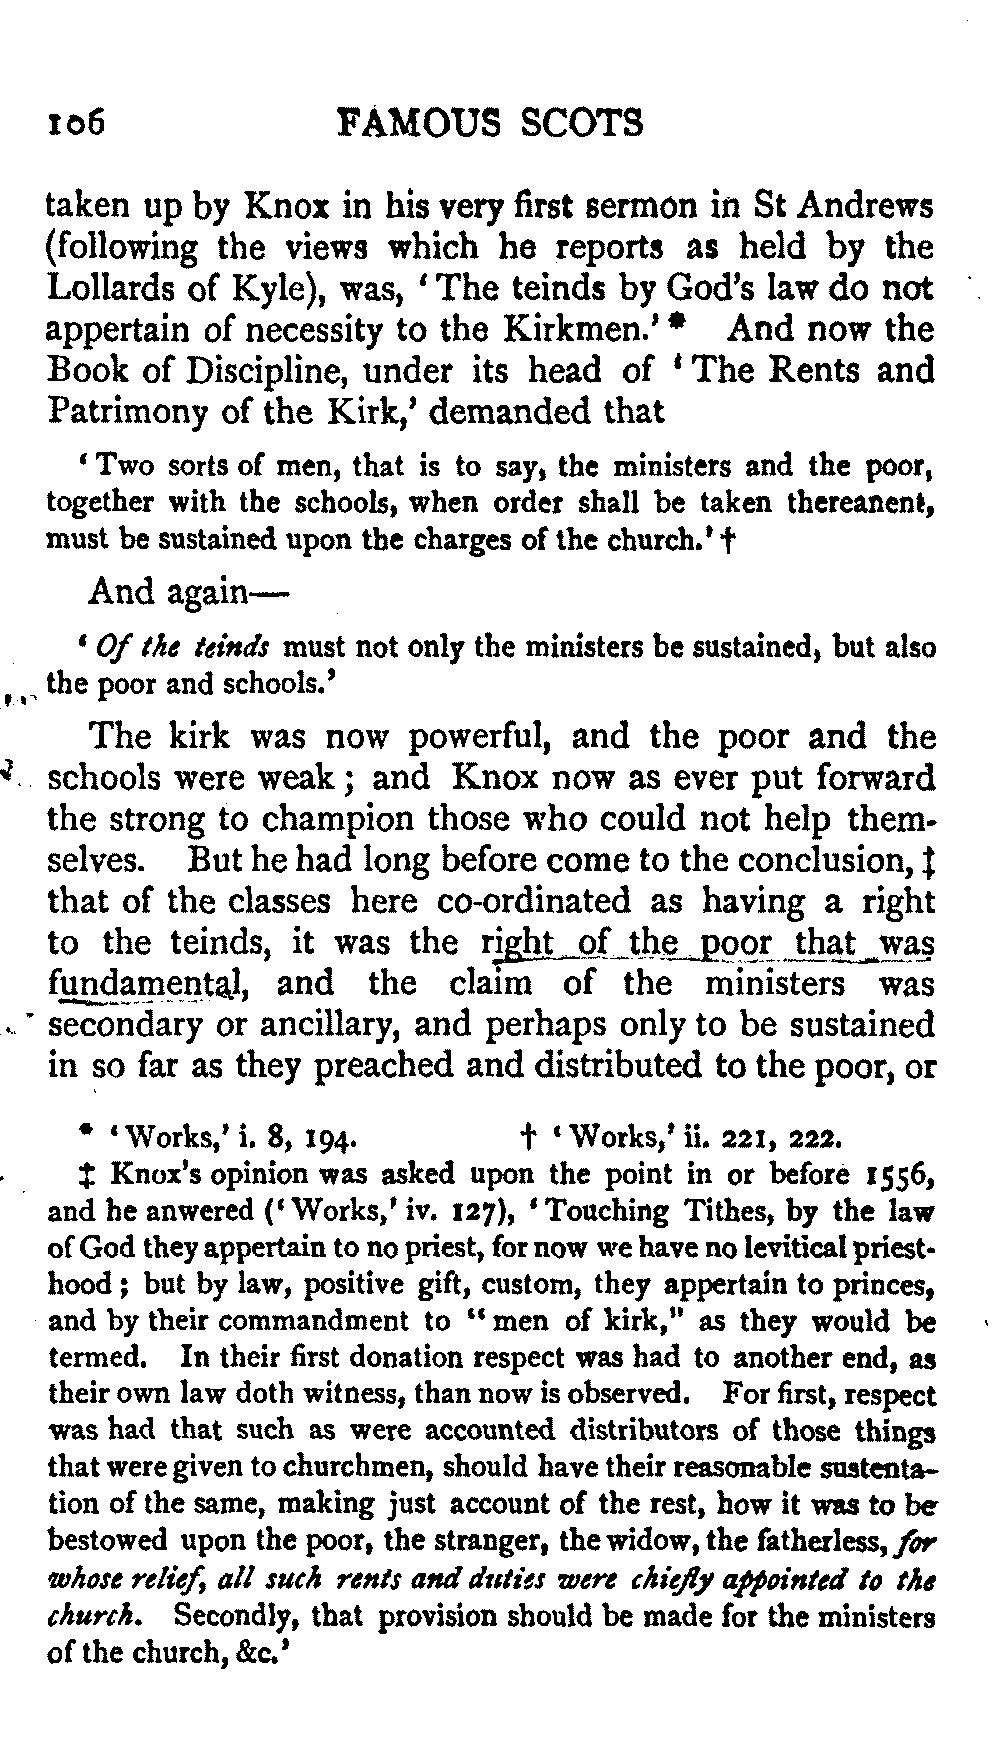 106 FAMOUS SCOTS
taken up by Knox in his very first sermon in St Andrews
(following the views which he reports as held by the
Lollards of Kyle), was, ‘The teinds by God's law do not
appertain of necessity to the Kirkmen.’ * And now the
Book of Discipline, under its head of ‘The Rents and
Patrimony of the Kirk,’ demanded that
‘Two sorts of men, that is to say, the ministers and the poor,
together with the schools, when order shall be taken thereanent,
must be sustained upon the charges of the church.’ †
And again—
‘Of the teinds must not only the ministers be sustained, but also
the poor and schools.’
The kirk was now powerful, and the poor and the
schools were weak; and Knox now as ever put forward
the strong to champion those who could not help them-
selves. But he had long before come to the conclusion, ‡
that of the classes here co-ordinated as having a right
to the teinds, it was the right of the poor that was
fundamental, and the claim of the ministers was
secondary or ancillary, and perhaps only to be sustained
in so far as they preached and distributed to the poor, or
* ‘Works,’ i. 8, 194. † ‘Works,’ ii. 221, 222.
‡ Knox's opinion was asked upon the point in or before 1556,
and he anwered (‘Works,’ iv. 127), ‘Touching Tithes, by the law
of God they appertain to no priest, for now we have no levitical priest-
hood; but by law, positive gift, custom, they appertain to princes,
and by their commandment to “men of kirk,” as they would be
termed. In their first donation respect was had to another end, as
their own law doth witness, than now is observed. For first, respect
was had that such as were accounted distributors of those things
that were given to churchmen, should have their reasonable sustenta-
tion of the same, making just account of the rest, how it was to be
bestowed upon the poor, the stranger, the widow, the fatherless, for
whose relief, all such rents and duties were chiefly appointed to the
church. Secondly, that provision should be made for the ministers
of the church, &c.’